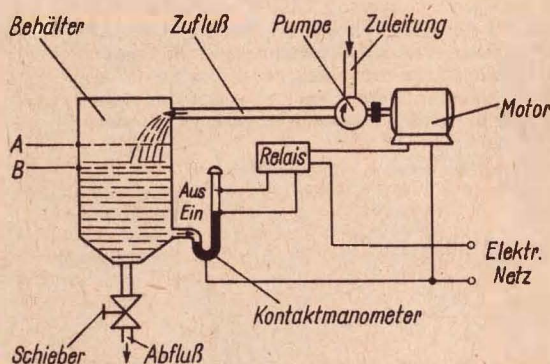 Behälter
Zufluß
Pumpe
Zuleitung
Motor
A
B
Relais
Aus
Ein
Elektr.
Netz
Kontaktmanometer
Schieber
Abfluß